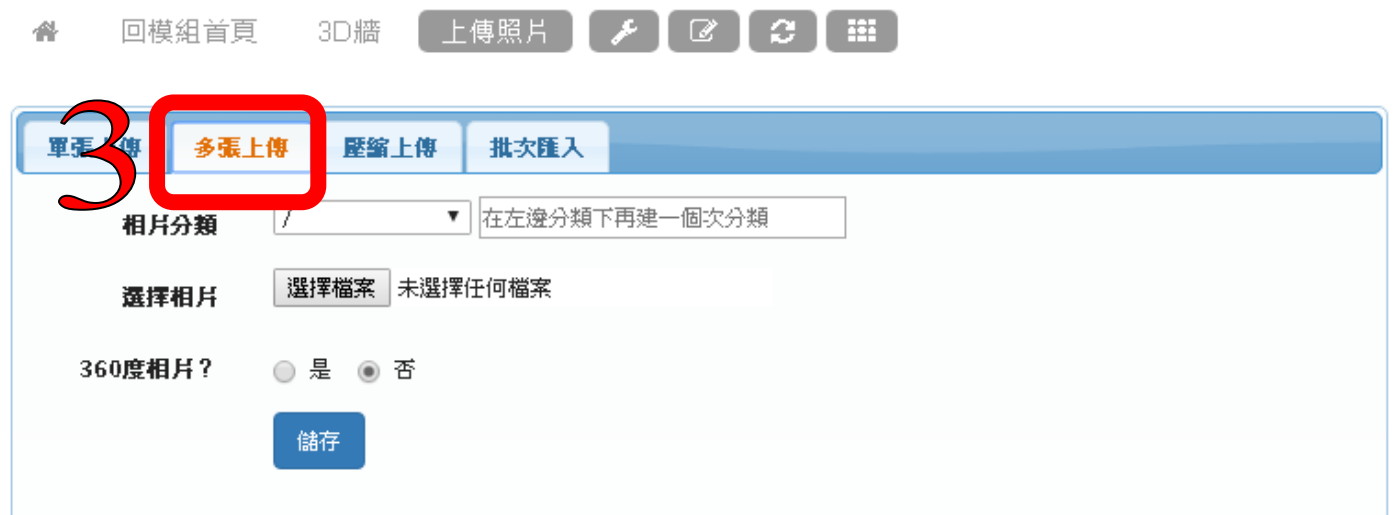 回模組首頁 3D牆 上傳照片
單張上傳 多張上傳 壓縮上傳 批次匯入
3
相片分類 / 在左邊分類下再建一個次分類
選擇相片 選擇檔案 未選擇任何檔案
360度相片？ 是 否
儲存